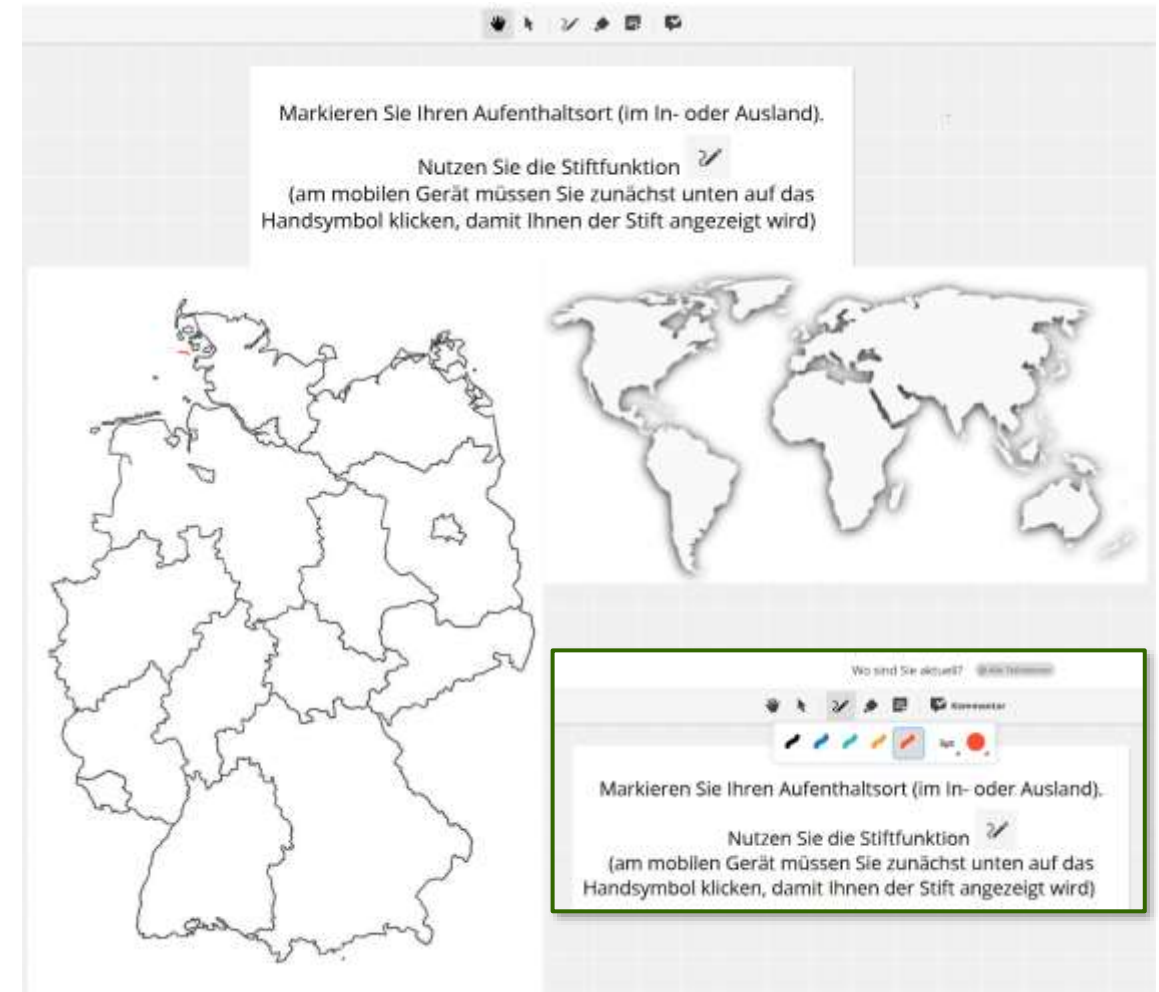 Markieren Sie Ihren Aufenthaltsort (im In- oder Ausland).
Nutzen Sie die Stiftfunktion
(am mobilen Gerät müssen Sie zunächst unten auf das
Handsymbol klicken, damit Ihnen der Stift angezeigt wird)
Wo sind Sie aktuell?
Kommentar
Markieren Sie Ihren Aufenthaltsort (im In- oder Ausland).
Nutzen Sie die Stiftfunktion
(am mobilen Gerät müssen Sie zunächst unten auf das
Handsymbol klicken, damit Ihnen der Stift angezeigt wird)